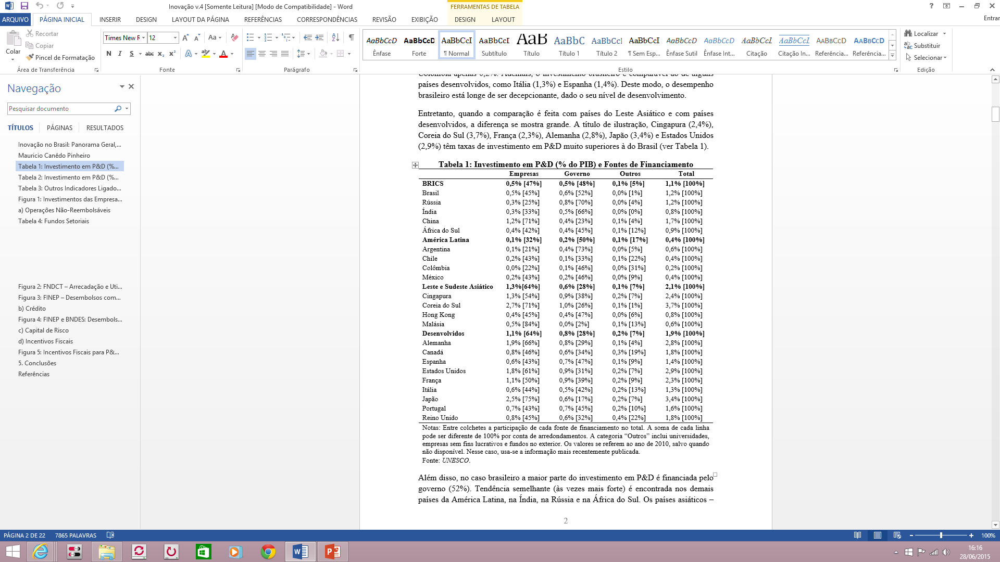 Inovação v.4 [Somente Leitura] [Modo de Compatibilidade] - Word
FERRAMENTAS DE TABELA
ARQUIVO PÁGINA INICIAL INSERIR DESIGN LAYOUT DA PÁGINA REFERÊNCIAS CORRESPONDÊNCIAS REVISÃO EXIBIÇÃO DESIGN LAYOUT Entrar
Colar
Recortar
Copiar
Pincel de Formatação
Área de Transferência
Times New R 12
Fonte
Parágrafo
AaBbCcD AaBbCcD AaBbCcI AaBbCcI AaB AaBbC AaBbCcI AaBbCcI AaBbCcD AaBbCcD AaBbCcL AaBbCcL AABBCCD AABBCCD
Ênfase Forte ¶ Normal Subtítulo Título Título 1 Título 2 ¶ Sem Esp... Ênfase Sutil Ênfase Int... Citação Citação In... Referência... Referência...
Estilo
Localizar
Substituir
Selecionar
Edição
Navegação
Pesquisar documento
TÍTULOS PÁGINAS RESULTADOS
Inovação no Brasil: Panorama Geral,...
Mauricio Canêdo Pinheiro
Tabela 1: Investimento em P&D (%...
Tabela 2: Investimento em P&D (%...
Tabela 3: Outros Indicadores Ligado...
Figura 1: Investimentos das Empresa...
a) Operações Não-Reembolsáveis
Tabela 4: Fundos Setoriais
Figura 2: FNDCT – Arrecadação e Uti...
Figura 3: FINEP – Desembolsos com...
b) Crédito
Figura 4: FINEP e BNDES: Desembols...
c) Capital de Risco
d) Incentivos Fiscais
Figura 5: Incentivos Fiscais para P&...
5. Conclusões
Referências
Colômbia apenas 0,2%. Ademais, o investimento brasileiro é comparável ao de alguns
países desenvolvidos, como Itália (1,3%) e Espanha (1,4%). Deste modo, o desempenho
brasileiro está longe de ser decepcionante, dado o seu nível de desenvolvimento.
Entretanto, quando a comparação é feita com países do Leste Asiático e com países
desenvolvidos, a diferença se mostra grande. A título de ilustração, Cingapura (2,4%),
Coreia do Sul (3,7%), França (2,3%), Alemanha (2,8%), Japão (3,4%) e Estados Unidos
(2,9%) têm taxas de investimento em P&D muito superiores à do Brasil (ver Tabela 1).
Tabela 1: Investimento em P&D (% do PIB) e Fontes de Financiamento
Empresas Governo Outros Total
BRICS 0,5% [47%] 0,5% [48%] 0,1% [5%] 1,1% [100%]
Brasil 0,5% [45%] 0,6% [52%] 0,0% [1%] 1,2% [100%]
Rússia 0,3% [25%] 0,8% [70%] 0,0% [4%] 1,2% [100%]
Índia 0,3% [33%] 0,5% [66%] 0,0% [0%] 0,8% [100%]
China 1,2% [71%] 0,4% [23%] 0,1% [4%] 1,7% [100%]
África do Sul 0,4% [42%] 0,4% [45%] 0,1% [12%] 0,9% [100%]
América Latina 0,1% [32%] 0,2% [50%] 0,1% [17%] 0,4% [100%]
Argentina 0,1% [21%] 0,4% [73%] 0,0% [5%] 0,6% [100%]
Chile 0,2% [43%] 0,1% [33%] 0,1% [22%] 0,4% [100%]
Colômbia 0,0% [22%] 0,1% [46%] 0,0% [31%] 0,2% [100%]
México 0,2% [43%] 0,2% [46%] 0,0% [9%] 0,4% [100%]
Leste e Sudeste Asiático 1,3%[64%] 0,6% [28%] 0,1% [7%] 2,1% [100%]
Cingapura 1,3% [54%] 0,9% [38%] 0,2% [7%] 2,4% [100%]
Coreia do Sul 2,7% [71%] 1,0% [26%] 0,1% [1%] 3,7% [100%]
Hong Kong 0,4% [45%] 0,4% [47%] 0,0% [6%] 0,8% [100%]
Malásia 0,5% [84%] 0,0% [2%] 0,1% [13%] 0,6% [100%]
Desenvolvidos 1,1% [64%] 0,8% [28%] 0,2% [7%] 1,9% [100%]
Alemanha 1,9% [66%] 0,8% [29%] 0,1% [4%] 2,8% [100%]
Canadá 0,8% [46%] 0,6% [34%] 0,3% [19%] 1,8% [100%]
Espanha 0,6% [43%] 0,7% [47%] 0,1% [9%] 1,4% [100%]
Estados Unidos 1,8% [61%] 0,9% [31%] 0,2% [7%] 2,9% [100%]
França 1,1% [50%] 0,9% [39%] 0,2% [9%] 2,3% [100%]
Itália 0,6% [44%] 0,5% [42%] 0,2% [13%] 1,3% [100%]
Japão 2,5% [75%] 0,6% [17%] 0,2% [7%] 3,4% [100%]
Portugal 0,7% [43%] 0,7% [45%] 0,2% [10%] 1,6% [100%]
Reino Unido 0,8% [45%] 0,6% [32%] 0,4% [22%] 1,8% [100%]
Notas: Entre colchetes a participação de cada fonte de financiamento no total. A soma de cada linha
pode ser diferente de 100% por conta de arredondamentos. A categoria “Outros” inclui universidades,
empresas sem fins lucrativos e fundos no exterior. Os valores se referem ao ano de 2010, salvo quando
não disponível. Nesse caso, usa-se a informação mais recentemente publicada.
Fonte: UNESCO.
Além disso, no caso brasileiro a maior parte do investimento em P&D é financiada pelo
governo (52%). Tendência semelhante (às vezes mais forte) é encontrada nos demais
países da América Latina, na Índia, na Rússia e na África do Sul. Os países asiáticos –
2
PÁGINA 2 DE 22 7865 PALAVRAS 100%
16:16
28/06/2015